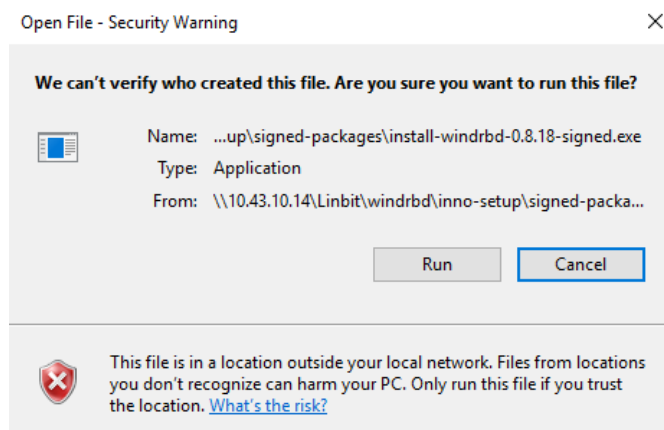 Open File - Security Warning
We can't verify who created this file. Are you sure you want to run this file?
Name: ...up\signed-packages\install-windrbd-0.8.18-signed.exe
Type: Application
From: \\10.43.10.14\Linbit\windrbd\inno-setup\signed-packa...
Run Cancel
This file is in a location outside your local network. Files from locations
you don't recognize can harm your PC. Only run this file if you trust
the location. What's the risk?